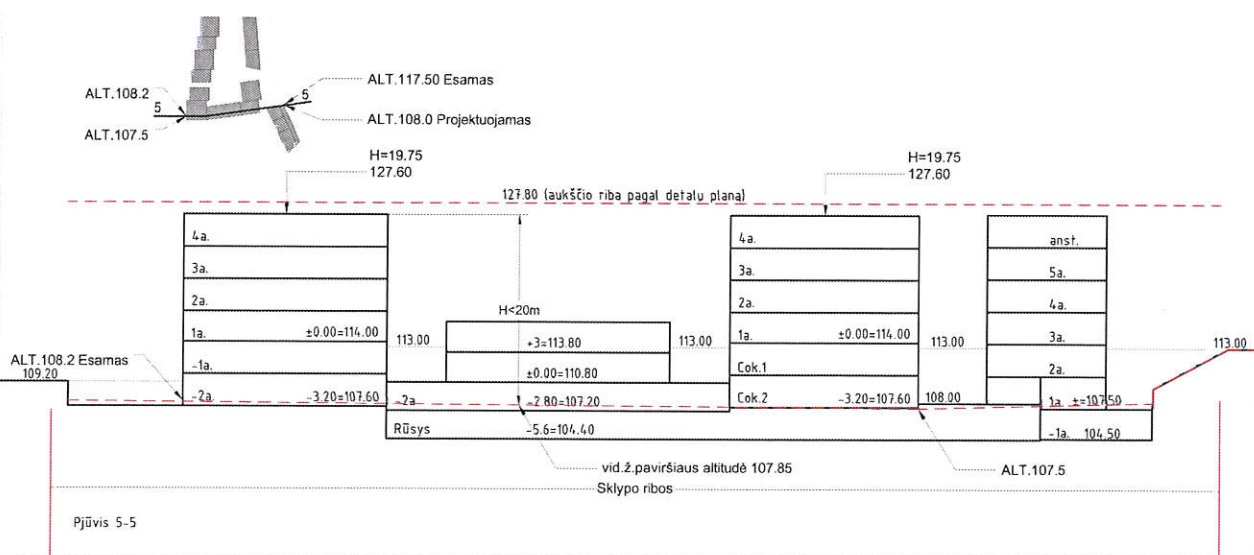 ALT.117.50 Esamas
ALT.108.2
5
5
ALT.107.5
ALT.108.0 Projektuojamas
H=19.75
127.60
H=19.75
127.60
127.80 (aukščio riba pagal detalų planą)
4a.
3a.
2a.
1a. ±0.00=114.00
-1a.
-2a. -3.20=107.60
ALT.108.2 Esamas
109.20
113.00
H<20m
+3=113.80
±0.00=110.80
-2a -2.80=107.20
Rūsys -5.6=104.40
113.00
4a.
3a.
2a.
1a. ±0.00=114.00
Cok.1
Cok.2 -3.20=107.60
113.00
108.00
anst.
5a.
4a.
3a.
2a.
1a. ±=107.50
-1a. 104.50
113.00
vid.ž.paviršiaus altitudė 107.85
ALT.107.5
Sklypo ribos
Pjūvis 5-5